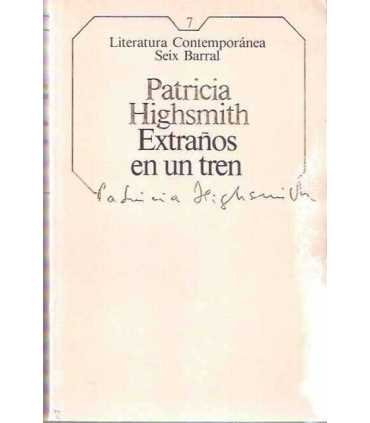 7
Literatura Contemporánea
Seix Barral
Patricia
Highsmith
Extraños
en un tren
Patricia Highsmith